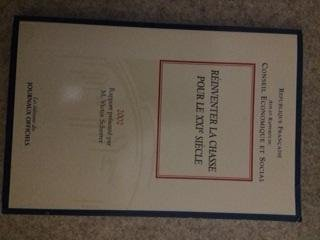 RÉPUBLIQUE FRANÇAISE
AVIS ET RAPPORTS DU
CONSEIL ÉCONOMIQUE ET SOCIAL
RÉINVENTER LA CHASSE
POUR LE XXIe SIÈCLE
2002
Rapport présenté par
M. Victor Scherrer
Les éditions des
JOURNAUX OFFICIELS